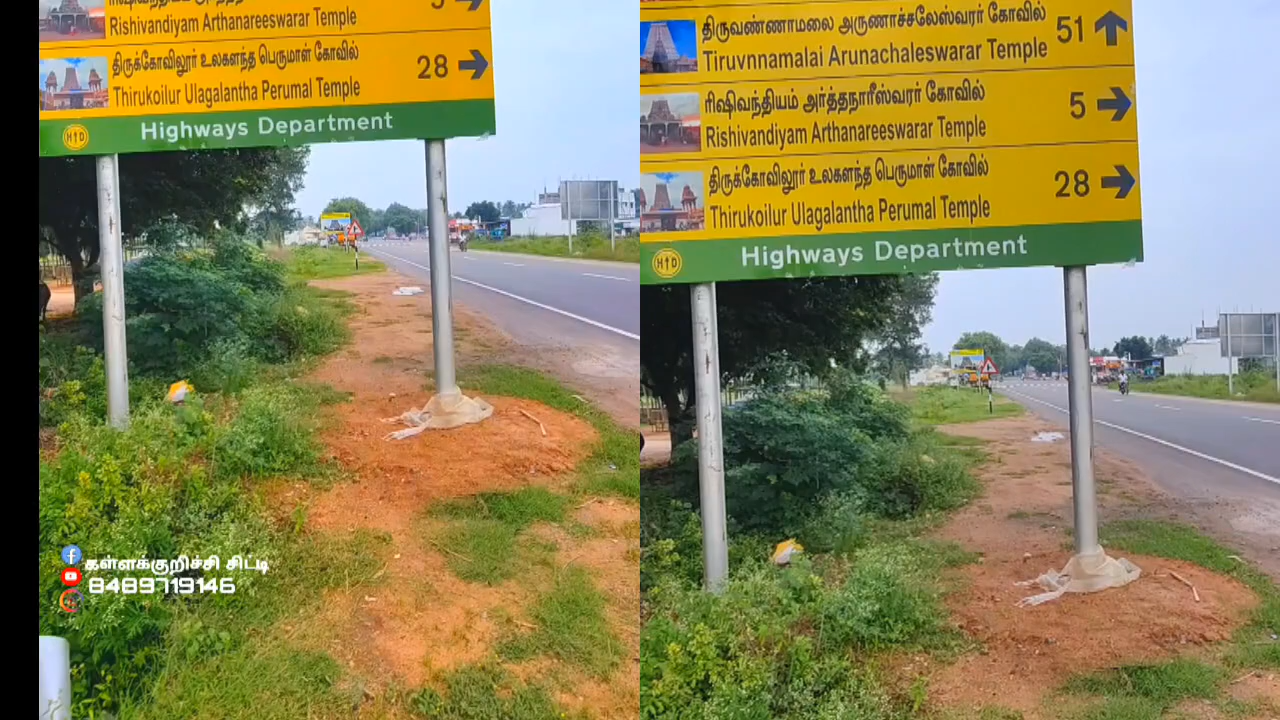 Rishivandiyam Arthanareeswarar Temple
5
திருக்கோவிலூர் உலகளந்த பெருமாள் கோவில்
Thirukoilur Ulagalantha Perumal Temple
28
Highways Department
கள்ளக்குறிச்சி சிட்டி
8489719146
திருவண்ணாமலை அருணாச்சலேஸ்வரர் கோவில்
Tiruvnnamalai Arunachaleswarar Temple
51
ரிஷிவந்தியம் அர்த்தநாரீஸ்வரர் கோவில்
Rishivandiyam Arthanareeswarar Temple
5
திருக்கோவிலூர் உலகளந்த பெருமாள் கோவில்
Thirukoilur Ulagalantha Perumal Temple
28
H D
Highways Department